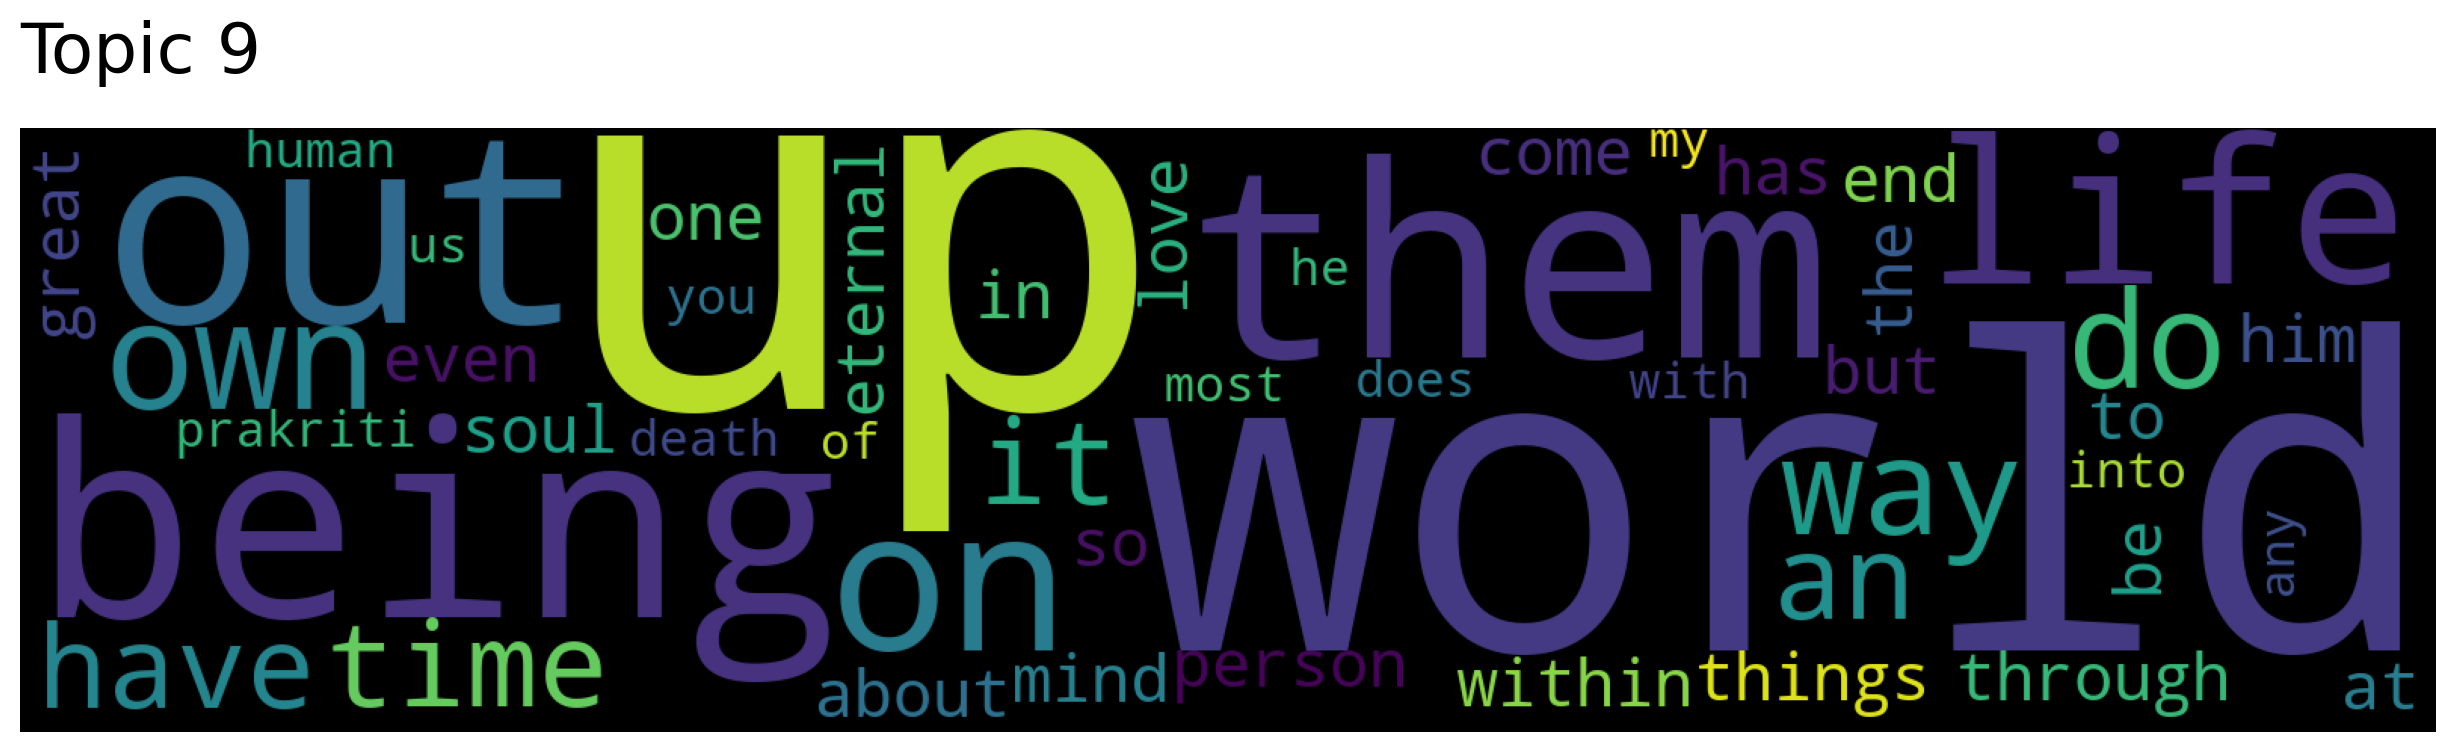 Topic 9
great
human
out
us
up
one
you
eternal
in
love
them
he
come
my
has
end
the
life
own
even
do
him
prakriti
soul
death
of
it
most
does
with
but
to
being
on
so
world
way
into
an
be
any
have
time
about
mind
person
within
things
through
at